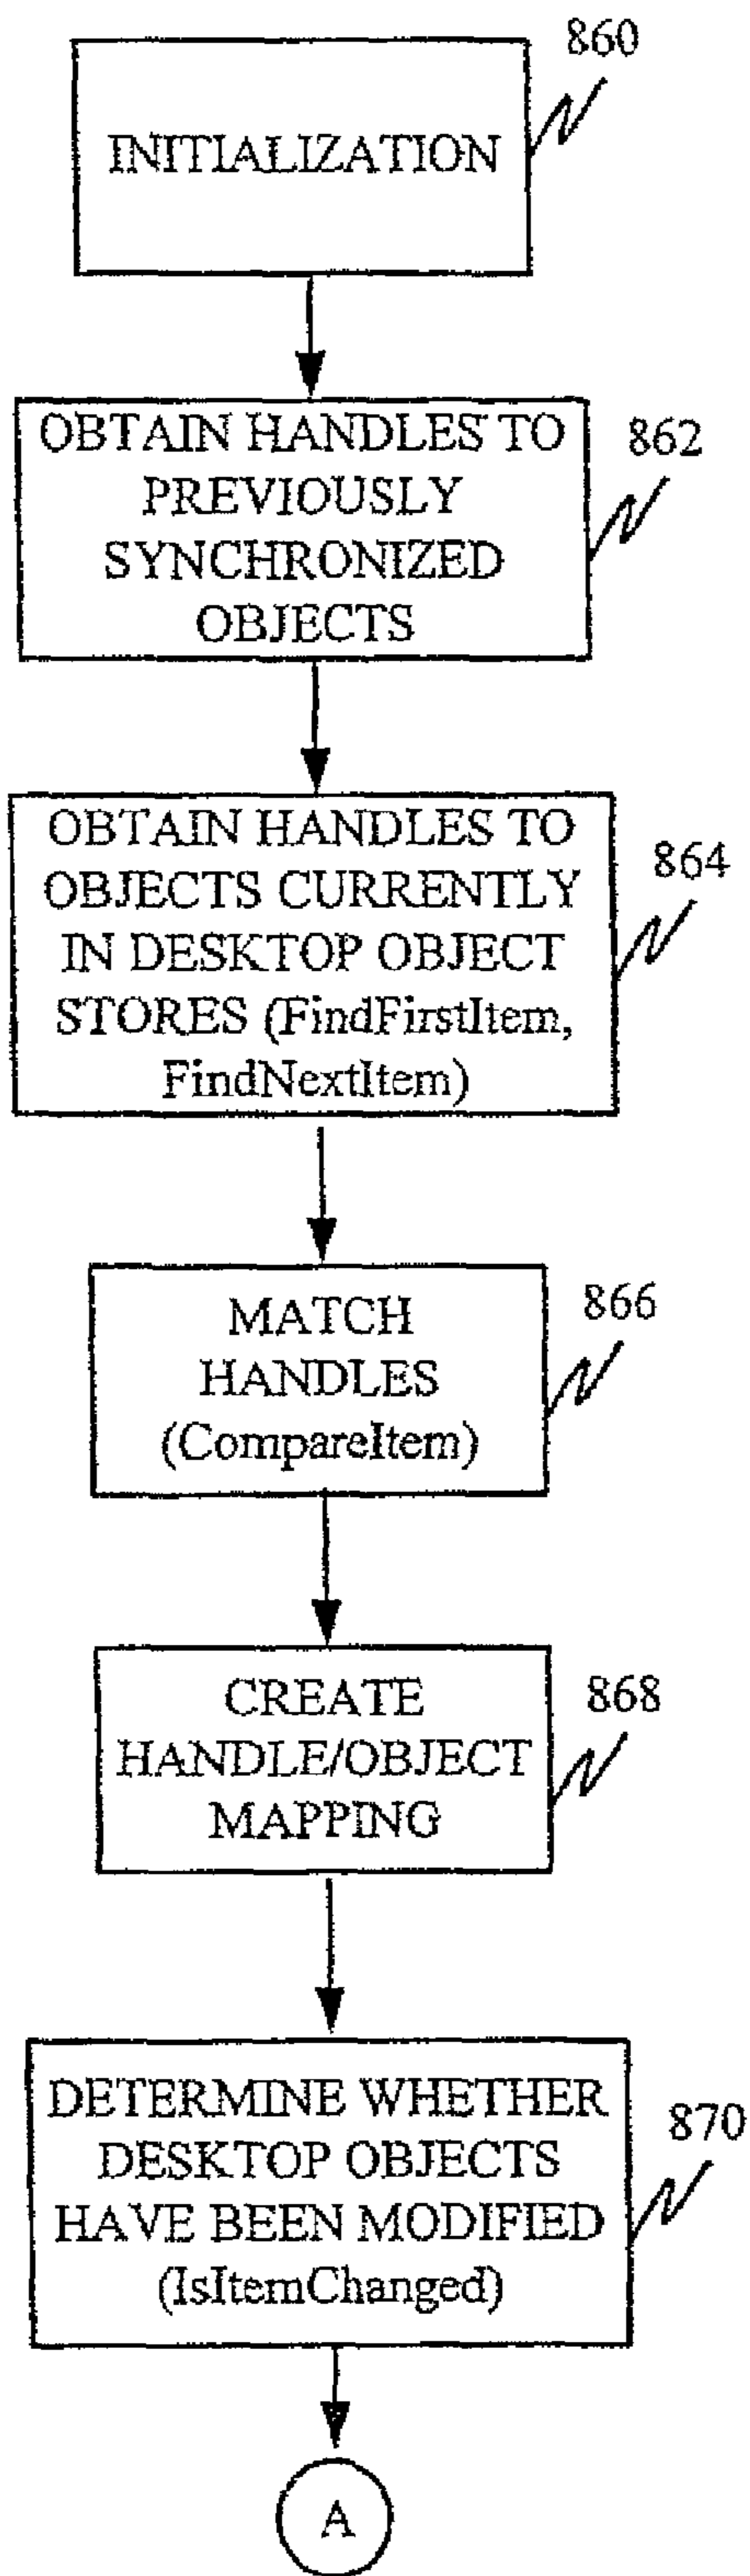 860
INITIALIZATION
OBTAIN HANDLES TO
PREVIOUSLY
SYNCHRONIZED
OBJECTS
862
OBTAIN HANDLES TO
OBJECTS CURRENTLY
IN DESKTOP OBJECT
STORES (FindFirstItem,
FindNextItem)
864
MATCH
HANDLES
(CompareItem)
866
CREATE
HANDLE/OBJECT
MAPPING
868
DETERMINE WHETHER
DESKTOP OBJECTS
HAVE BEEN MODIFIED
(IsItemChanged)
870
A